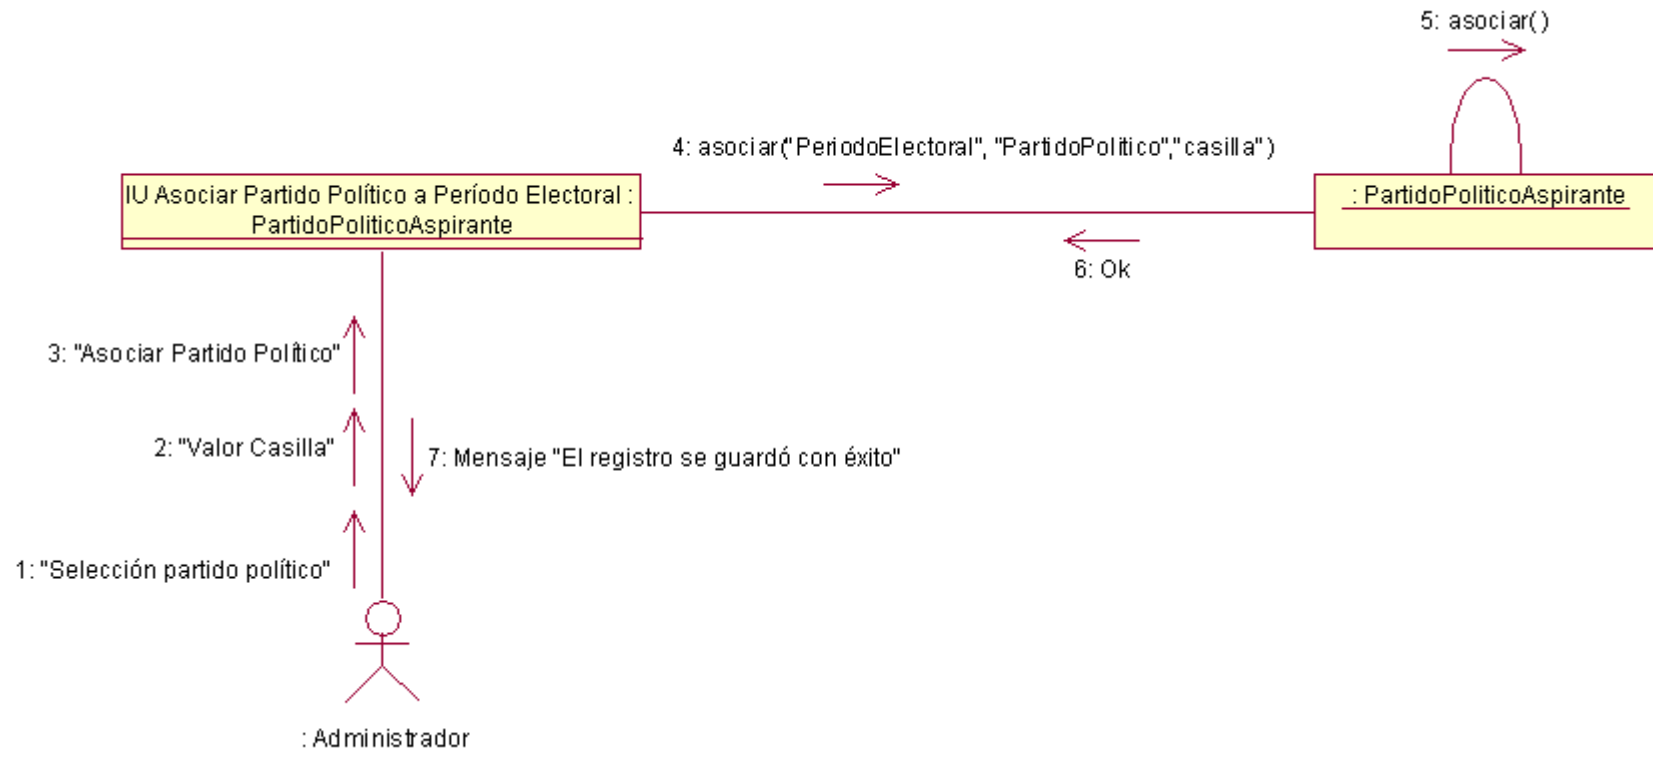 5: asociar()
4: asociar("PeriodoElectoral", "PartidoPolitico","casilla")
IU Asociar Partido Político a Período Electoral :
PartidoPoliticoAspirante
: PartidoPoliticoAspirante
6: Ok
3: "Asociar Partido Político"
2: "Valor Casilla"
7: Mensaje "El registro se guardó con éxito"
1: "Selección partido político"
: Administrador